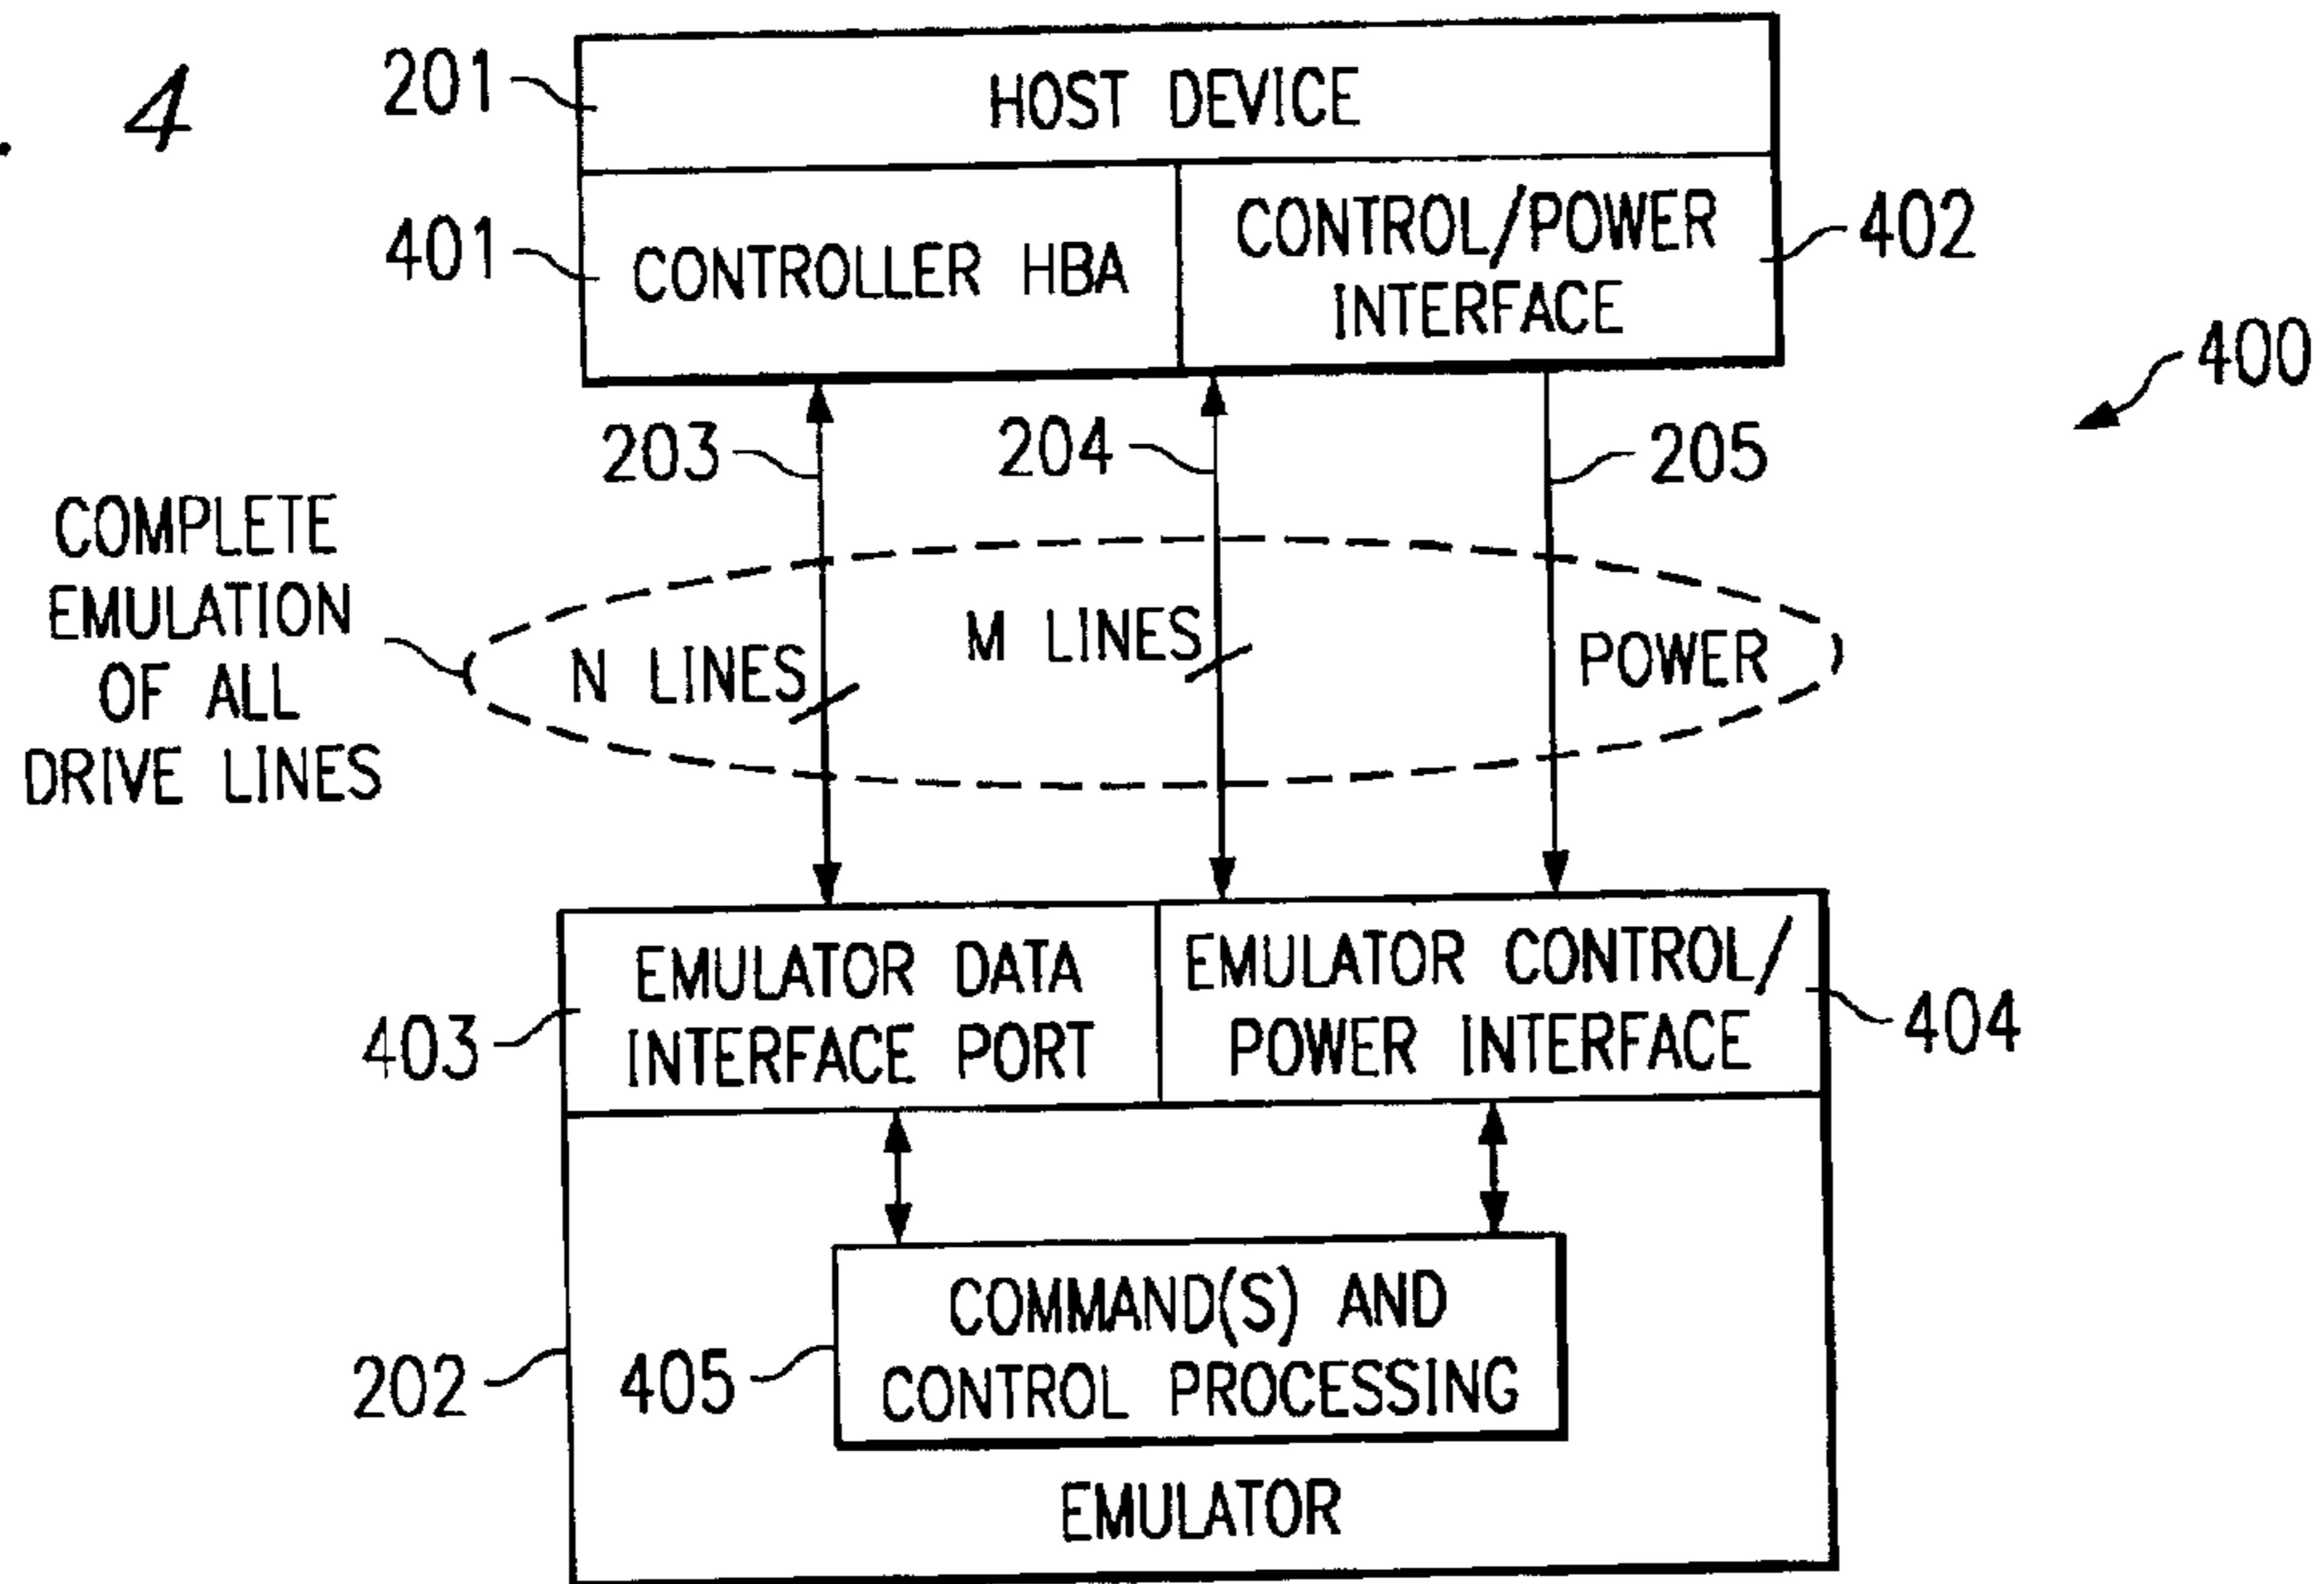 . 4
201
HOST DEVICE
401
CONTROLLER HBA
CONTROL/POWER
INTERFACE
402
400
203
204
205
COMPLETE
EMULATION
OF ALL
DRIVE LINES
N LINES
M LINES
POWER
EMULATOR DATA
INTERFACE PORT
EMULATOR CONTROL/
POWER INTERFACE
403
404
COMMAND(S) AND
CONTROL PROCESSING
202
405
EMULATOR